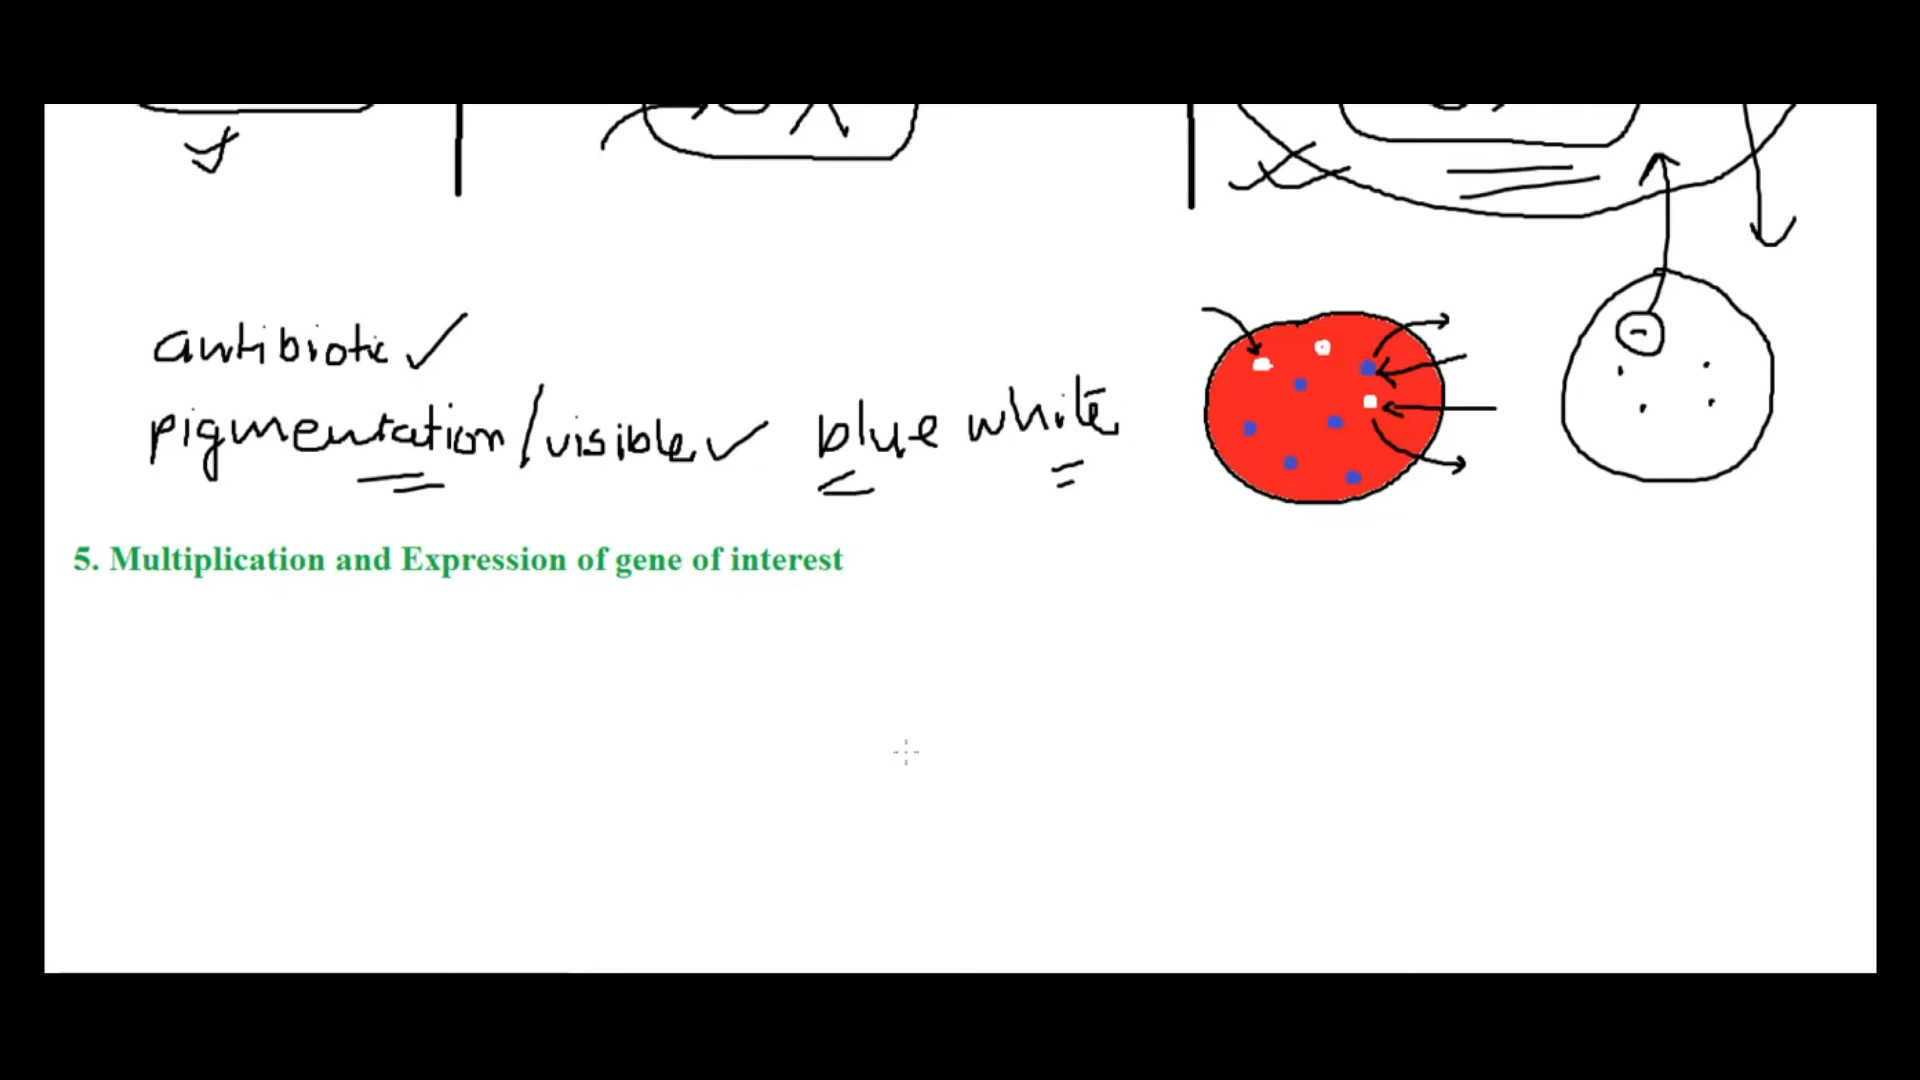 antibiotic ✓
pigmentation/visible ✓ blue white
5. Multiplication and Expression of gene of interest